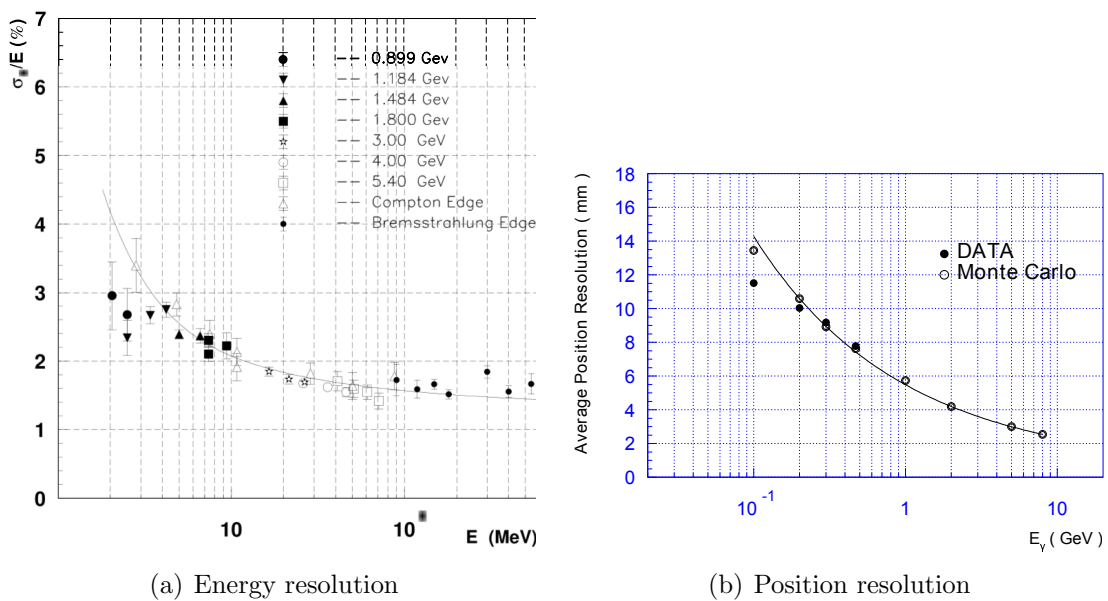 7
6
5
4
3
2
1
0
σ /E (%)
0.899 Gev
1.184 Gev
1.484 Gev
1.800 Gev
3.00 GeV
4.00 GeV
5.40 GeV
Compton Edge
Bremsstrahlung Edge
10
10
E (MeV)
(a) Energy resolution
18
16
14
12
10
8
6
4
2
0
Average Position Resolution ( mm )
DATA
Monte Carlo
10 -1
1
10
Eγ ( GeV )
(b) Position resolution